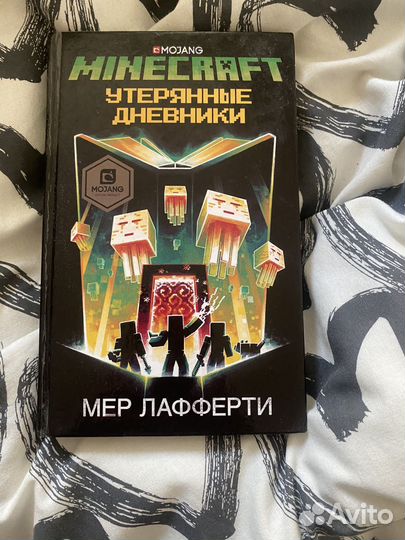 MOJANG
MINECRAFT
УТЕРЯННЫЕ
ДНЕВНИКИ
MOJANG
МЕР ЛАФФЕРТИ
Avito